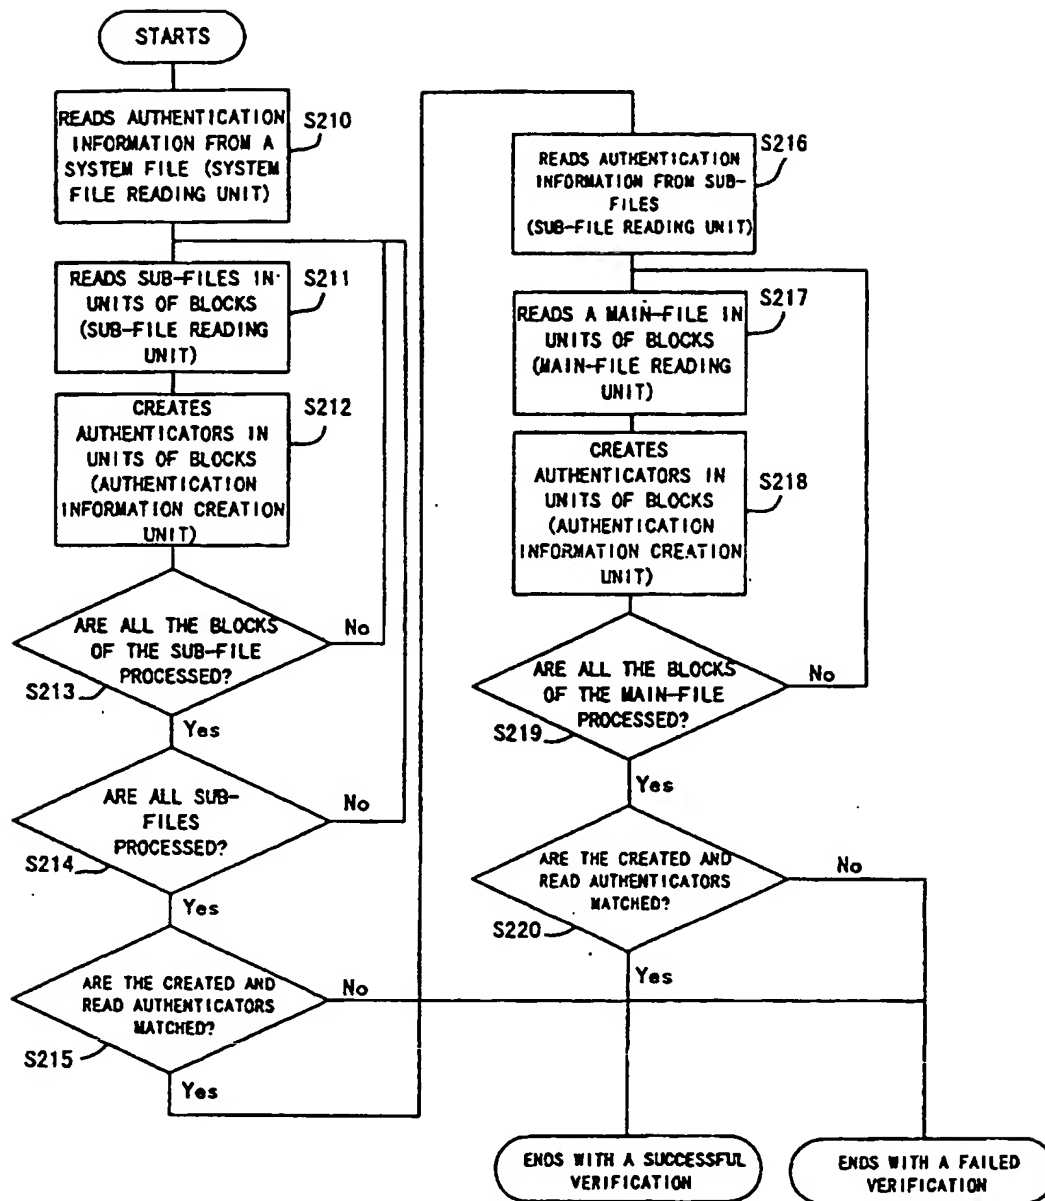 STARTS
READS AUTHENTICATION
INFORMATION FROM A
SYSTEM FILE (SYSTEM
FILE READING UNIT)
S210
READS SUB-FILES IN
UNITS OF BLOCKS
(SUB-FILE READING
UNIT)
S211
CREATES
AUTHENTICATORS IN
UNITS OF BLOCKS
(AUTHENTICATION
INFORMATION CREATION
UNIT)
S212
ARE ALL THE BLOCKS
OF THE SUB-FILE
PROCESSED?
No
S213
Yes
ARE ALL SUB-
FILES
PROCESSED?
No
S214
Yes
ARE THE CREATED AND
READ AUTHENTICATORS
MATCHED?
No
S215
Yes
READS AUTHENTICATION
INFORMATION FROM SUB-
FILES
(SUB-FILE READING UNIT)
S216
READS A MAIN-FILE IN
UNITS OF BLOCKS
(MAIN-FILE READING
UNIT)
S217
CREATES
AUTHENTICATORS IN
UNITS OF BLOCKS
(AUTHENTICATION
INFORMATION CREATION
UNIT)
S218
ARE ALL THE BLOCKS
OF THE MAIN-FILE
PROCESSED?
No
S219
Yes
ARE THE CREATED AND
READ AUTHENTICATORS
MATCHED?
No
S220
Yes
ENDS WITH A SUCCESSFUL
VERIFICATION
ENDS WITH A FAILED
VERIFICATION